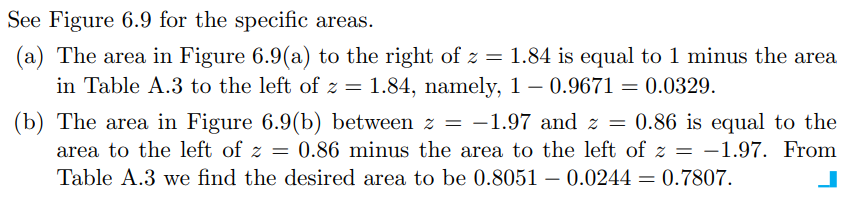 See Figure 6.9 for the specific areas.
(a) The area in Figure 6.9(a) to the right of z = 1.84 is equal to 1 minus the area
in Table A.3 to the left of z = 1.84, namely, 1 − 0.9671 = 0.0329.
(b) The area in Figure 6.9(b) between z = −1.97 and z = 0.86 is equal to the
area to the left of z = 0.86 minus the area to the left of z = −1.97. From
Table A.3 we find the desired area to be 0.8051 − 0.0244 = 0.7807.